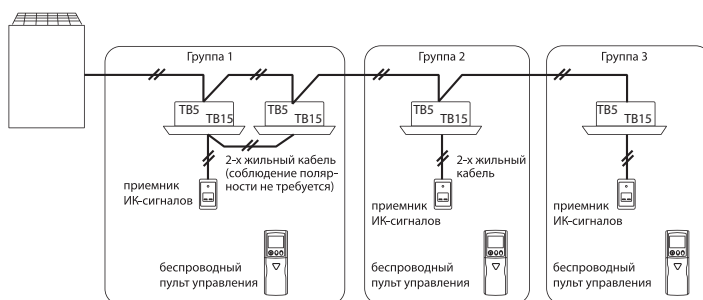 Группа 1
Группа 2
Группа 3
TB5
TB15
TB5
TB15
TB5
TB15
TB5
TB15
2-х жильный кабель
(соблюдение поляр-
ности не требуется)
2-х жильный
кабель
приемник
ИК-сигналов
приемник
ИК-сигналов
приемник
ИК-сигналов
беспроводный
пульт управления
беспроводный
пульт управления
беспроводный
пульт управления